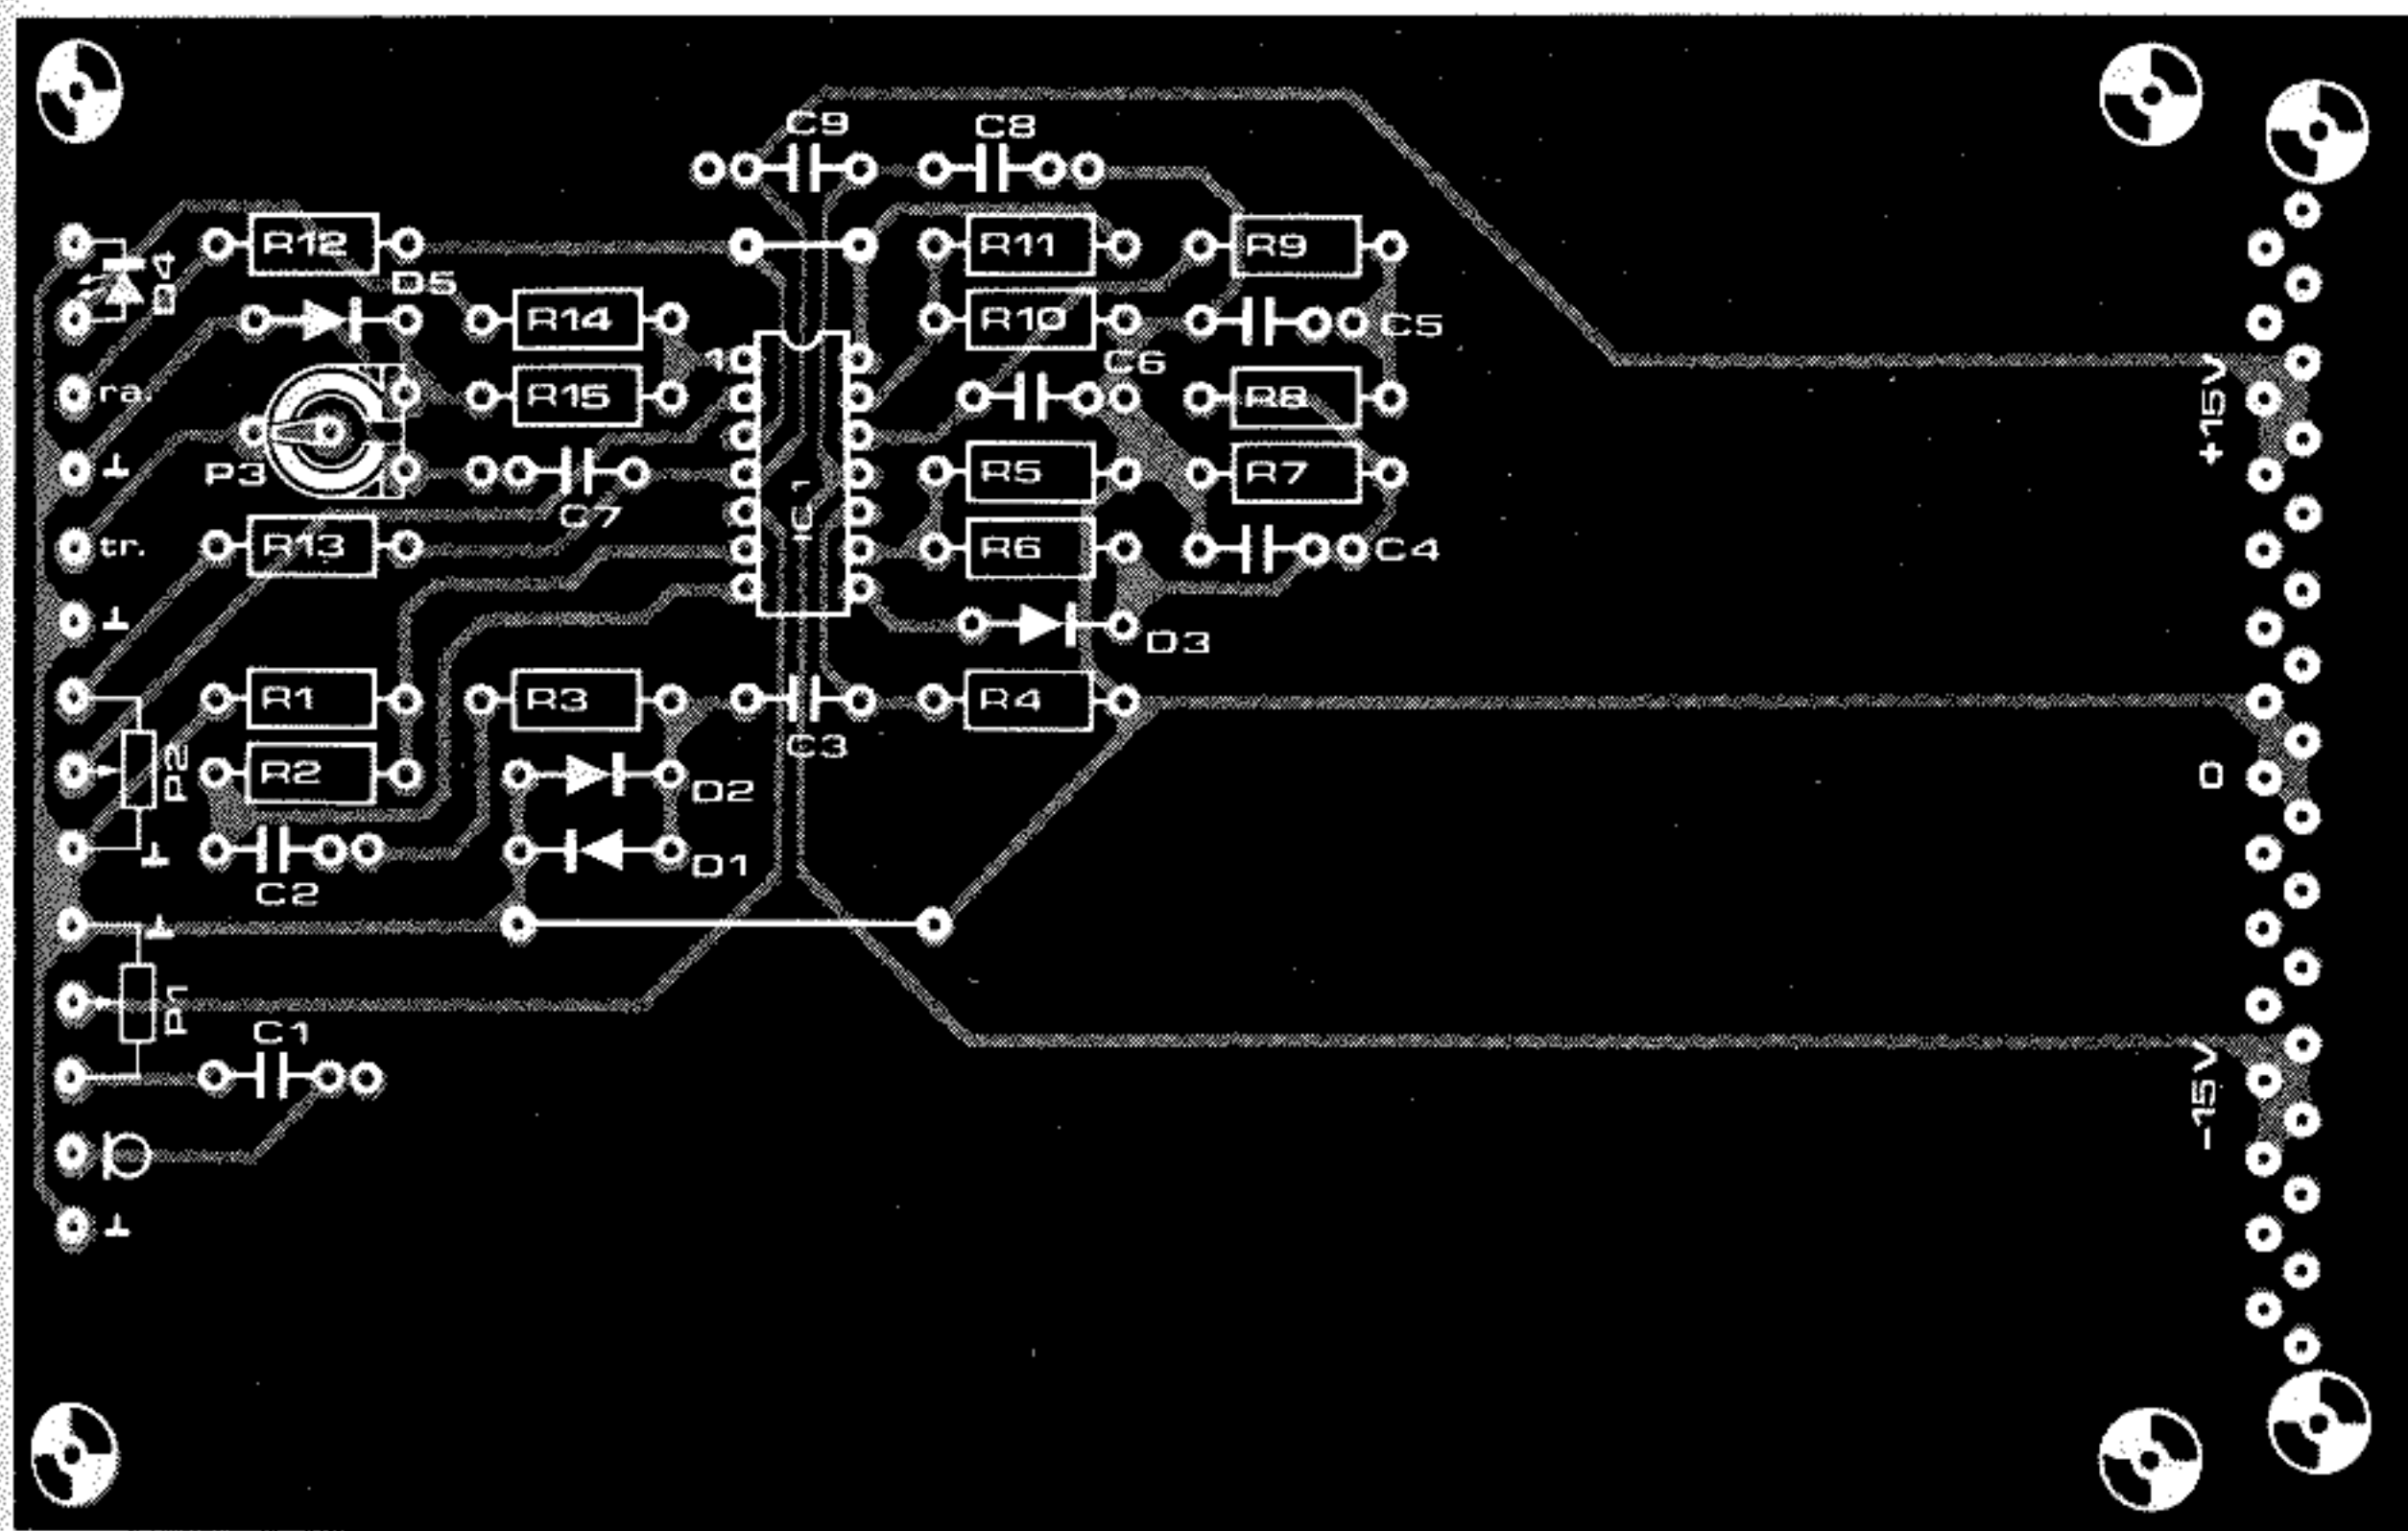 C9 C8
R12 R11 R9
D4 D5
R14 R10 C5
1 C6
ra. R15 R8 +15V
P3 R5 R7
C7 IC1
tr. R13 R6 C4
D3
R1 R3 R4
C3
P2 R2 D2 0
D1
C2
P1
C1
-15V